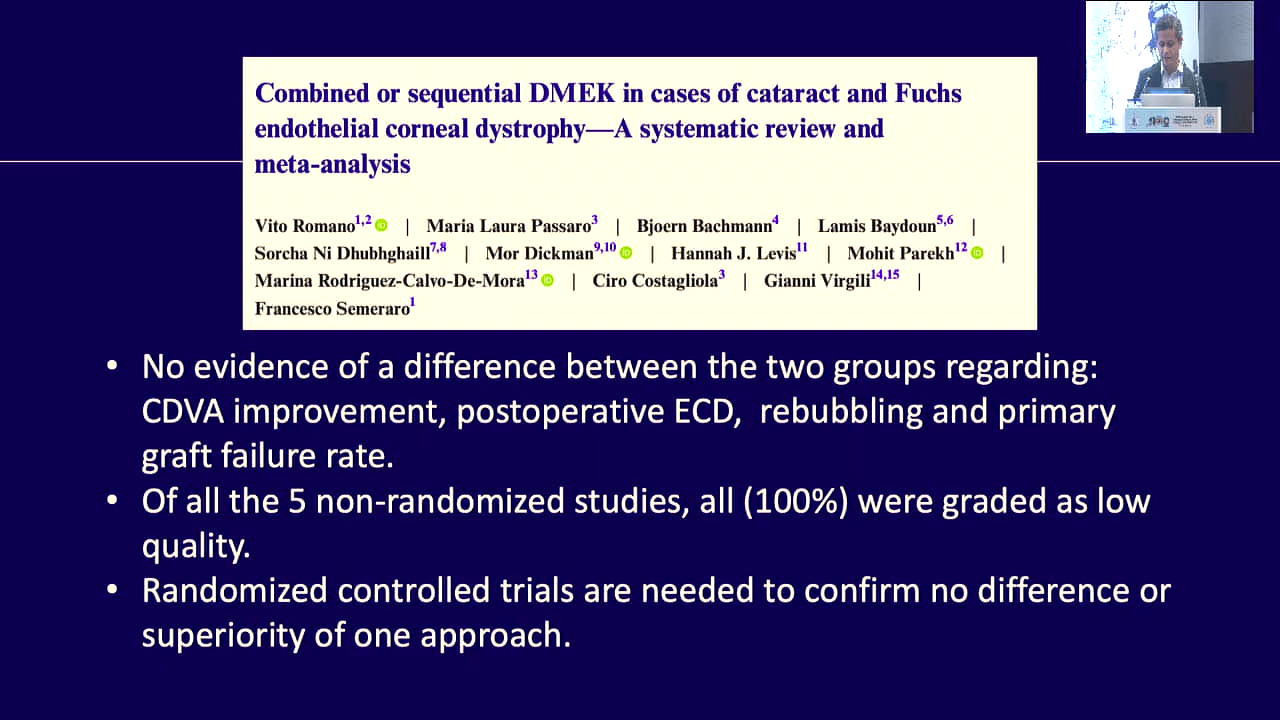 Combined or sequential DMEK in cases of cataract and Fuchs
endothelial corneal dystrophy—A systematic review and
meta-analysis
Vito Romano1,2 iD | Maria Laura Passaro3 | Bjoern Bachmann4 | Lamis Baydoun5,6 |
Sorcha Ni Dhubhghaill7,8 | Mor Dickman9,10 iD | Hannah J. Levis11 | Mohit Parekh12 iD |
Marina Rodriguez-Calvo-De-Mora13 iD | Ciro Costagliola3 | Gianni Virgili14,15 |
Francesco Semeraro1
• No evidence of a difference between the two groups regarding:
CDVA improvement, postoperative ECD, rebubbling and primary
graft failure rate.
• Of all the 5 non-randomized studies, all (100%) were graded as low
quality.
• Randomized controlled trials are needed to confirm no difference or
superiority of one approach.